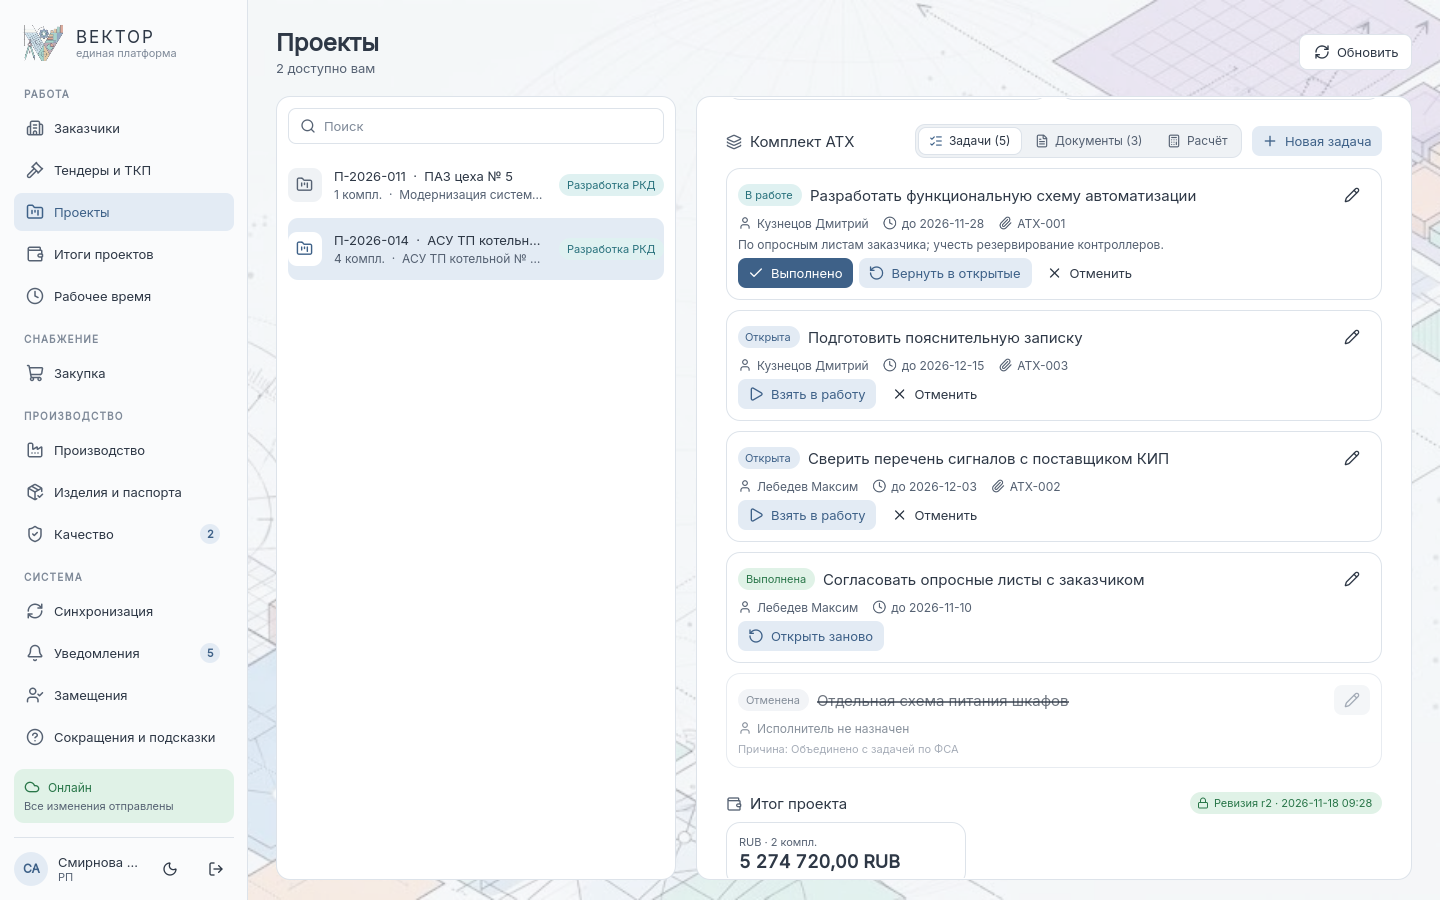 ВЕКТОР
единая платформа
РАБОТА
Заказчики
Тендеры и ТКП
Проекты
Итоги проектов
Рабочее время
СНАБЖЕНИЕ
Закупка
ПРОИЗВОДСТВО
Производство
Изделия и паспорта
Качество 2
СИСТЕМА
Синхронизация
Уведомления 5
Замещения
Сокращения и подсказки
Онлайн
Все изменения отправлены
СА Смирнова ...
РП
Проекты
2 доступно вам
Обновить
Поиск
П-2026-011 · ПАЗ цеха № 5
1 компл. · Модернизация систем...
Разработка РКД
П-2026-014 · АСУ ТП котельн...
4 компл. · АСУ ТП котельной № ...
Разработка РКД
Комплект АТХ
Задачи (5) Документы (3) Расчёт
Новая задача
В работе Разработать функциональную схему автоматизации
Кузнецов Дмитрий до 2026-11-28 АТХ-001
По опросным листам заказчика; учесть резервирование контроллеров.
Выполнено Вернуть в открытые Отменить
Открыта Подготовить пояснительную записку
Кузнецов Дмитрий до 2026-12-15 АТХ-003
Взять в работу Отменить
Открыта Сверить перечень сигналов с поставщиком КИП
Лебедев Максим до 2026-12-03 АТХ-002
Взять в работу Отменить
Выполнена Согласовать опросные листы с заказчиком
Лебедев Максим до 2026-11-10
Открыть заново
Отменена Отдельная схема питания шкафов
Исполнитель не назначен
Причина: Объединено с задачей по ФСА
Итог проекта
Ревизия r2 · 2026-11-18 09:28
RUB · 2 компл.
5 274 720,00 RUB